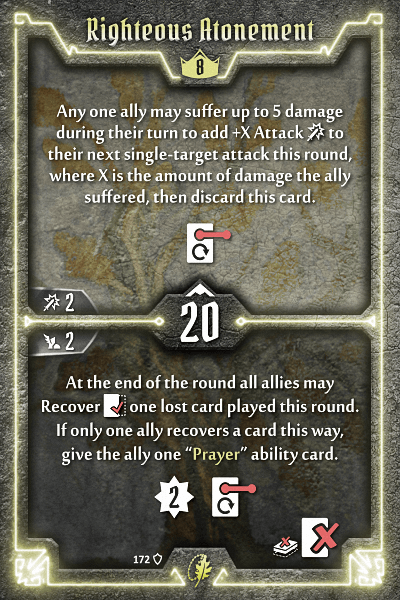 Righteous Atonement
8
Any one ally may suffer up to 5 damage
during their turn to add +X Attack to
their next single-target attack this round,
where X is the amount of damage the ally
suffered, then discard this card.
2
20
2
At the end of the round all allies may
Recover one lost card played this round.
If only one ally recovers a card this way,
give the ally one “Prayer” ability card.
2
172